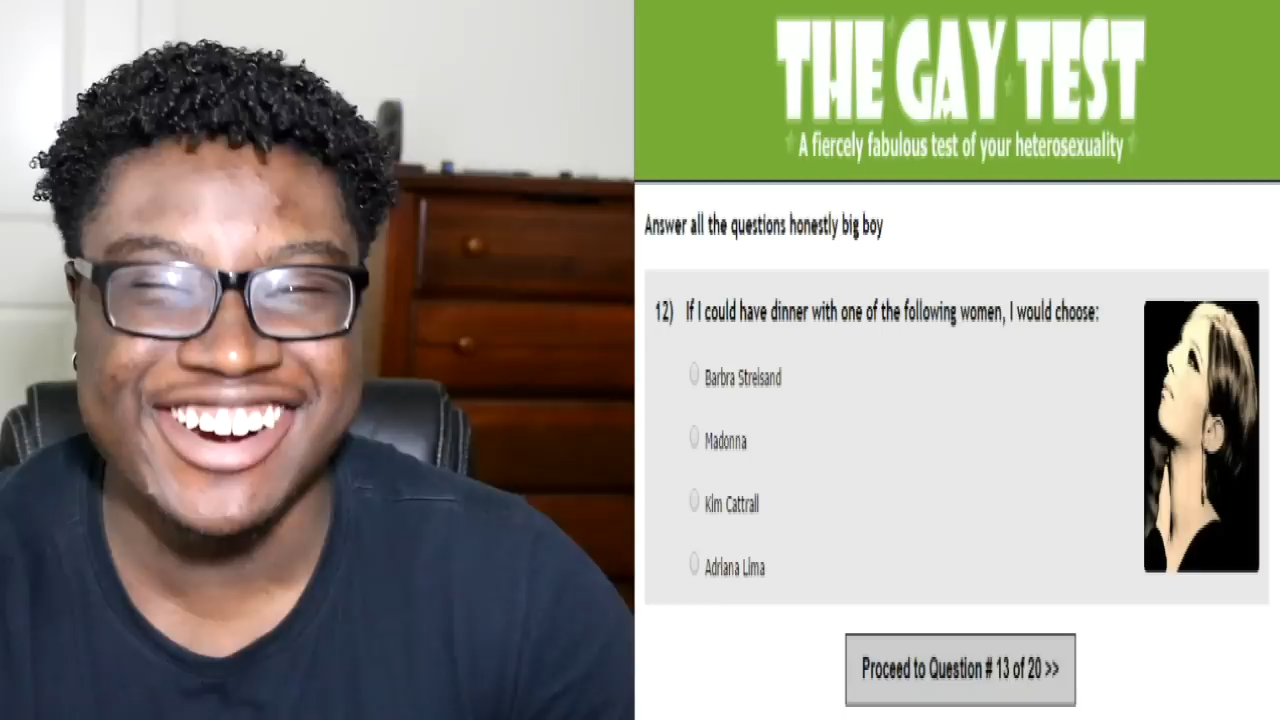 THE GAY TEST
A fiercely fabulous test of your heterosexuality
Answer all the questions honestly big boy
12) If I could have dinner with one of the following women, I would choose:
Barbra Streisand
Madonna
Kim Cattrall
Adriana Lima
Proceed to Question # 13 of 20 >>